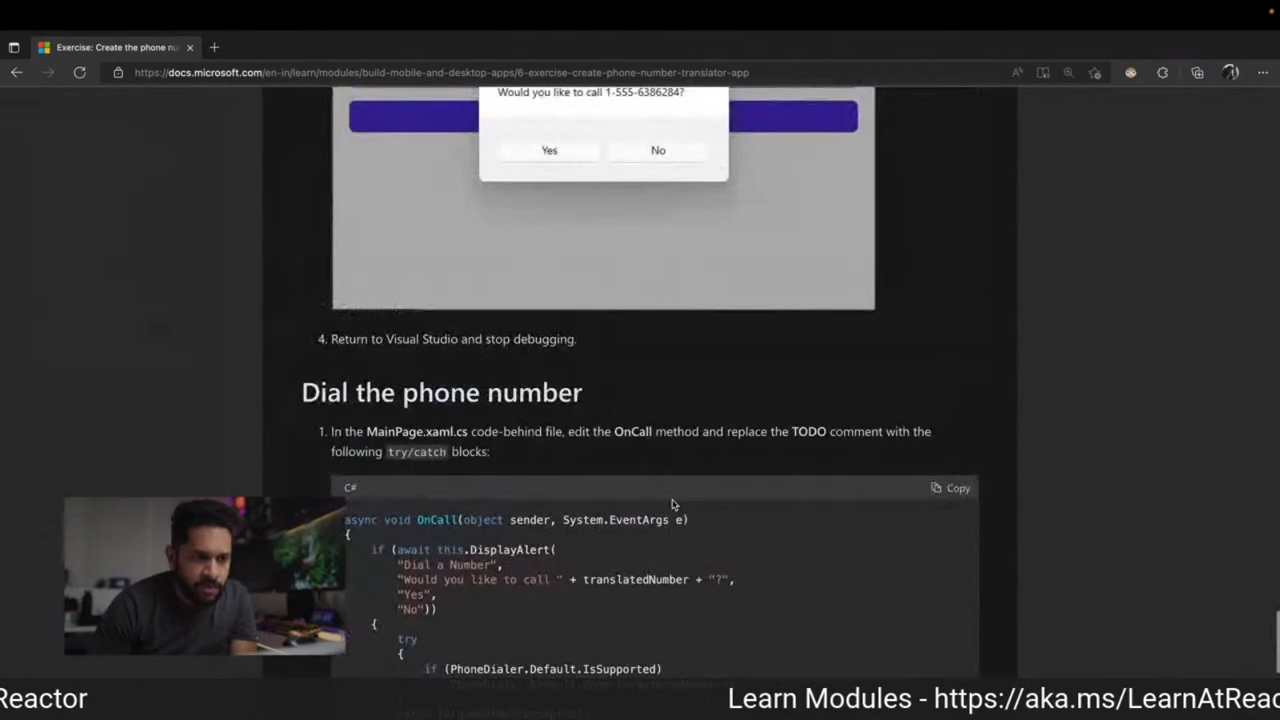 Exercise: Create the phone nu
https://docs.microsoft.com/en-in/learn/modules/build-mobile-and-desktop-apps/6-exercise-create-phone-number-translator-app
Would you like to call 1-555-6386284?
Yes No
4. Return to Visual Studio and stop debugging.
Dial the phone number
1. In the MainPage.xaml.cs code-behind file, edit the OnCall method and replace the TODO comment with the
following try/catch blocks:
C# Copy
async void OnCall(object sender, System.EventArgs e)
{
if (await this.DisplayAlert(
"Dial a Number",
"Would you like to call " + translatedNumber + "?",
"Yes",
"No"))
{
try
{
if (PhoneDialer.Default.IsSupported)
Reactor Learn Modules - https://aka.ms/LearnAtReac